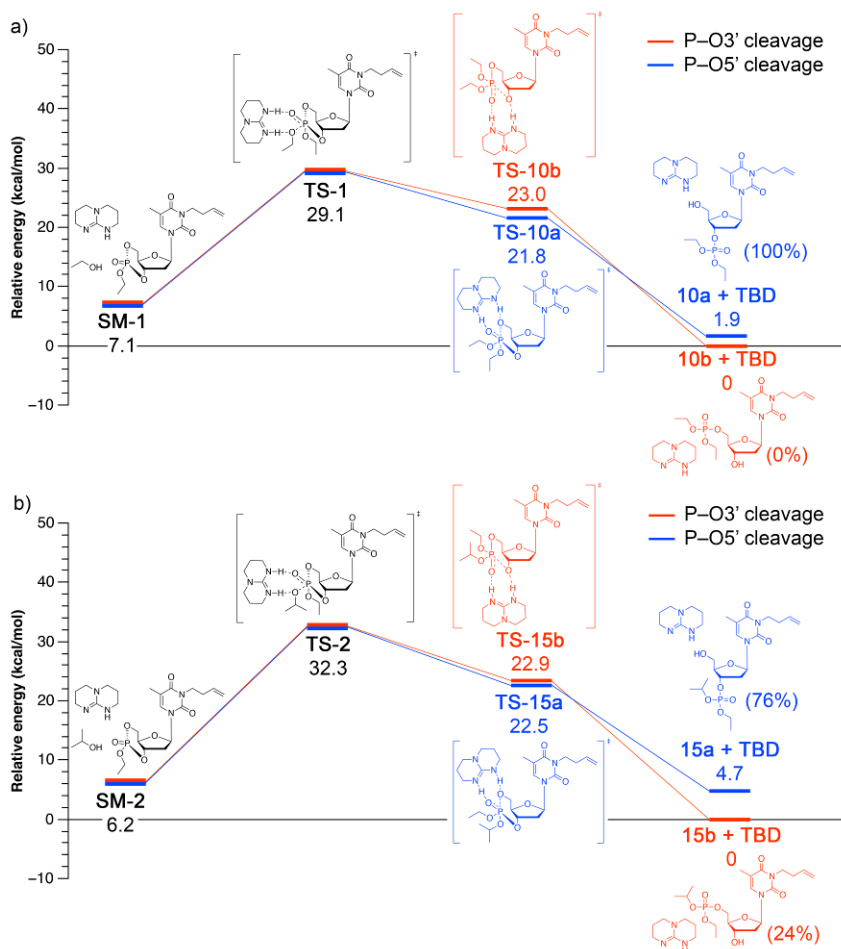 a)
P–O3' cleavage
P–O5' cleavage
Relative energy (kcal/mol)
50
40
30
20
10
0
−10
‡
TS-1
29.1
‡
TS-10b
23.0
TS-10a
21.8
‡
SM-1
7.1
(100%)
10a + TBD
1.9
10b + TBD
0
(0%)
b)
P–O3' cleavage
P–O5' cleavage
Relative energy (kcal/mol)
50
40
30
20
10
0
−10
‡
TS-2
32.3
‡
TS-15b
22.9
TS-15a
22.5
‡
SM-2
6.2
(76%)
15a + TBD
4.7
15b + TBD
0
(24%)